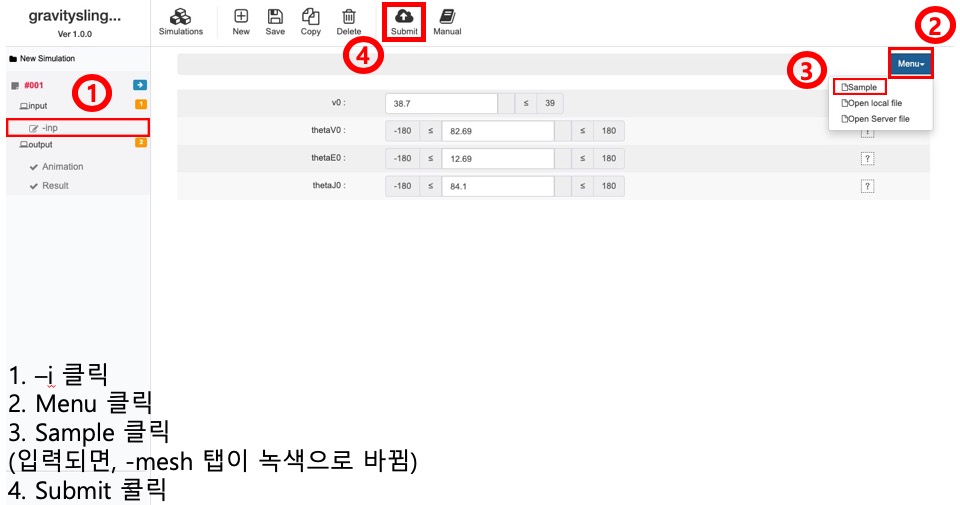 gravitysling...
Ver 1.0.0
Simulations
New
Save
Copy
Delete
Submit
Manual
2
4
New Simulation
Menu
3
#001
1
input
1
-inp
output
2
Animation
Result
Sample
Open local file
Open Server file
v0 :
38.7
≤
39
thetaV0 :
-180
≤
82.69
≤
180
?
thetaE0 :
-180
≤
12.69
≤
180
?
thetaJ0 :
-180
≤
84.1
≤
180
?
1. –i 클릭
2. Menu 클릭
3. Sample 클릭
(입력되면, -mesh 탭이 녹색으로 바뀜)
4. Submit 클릭